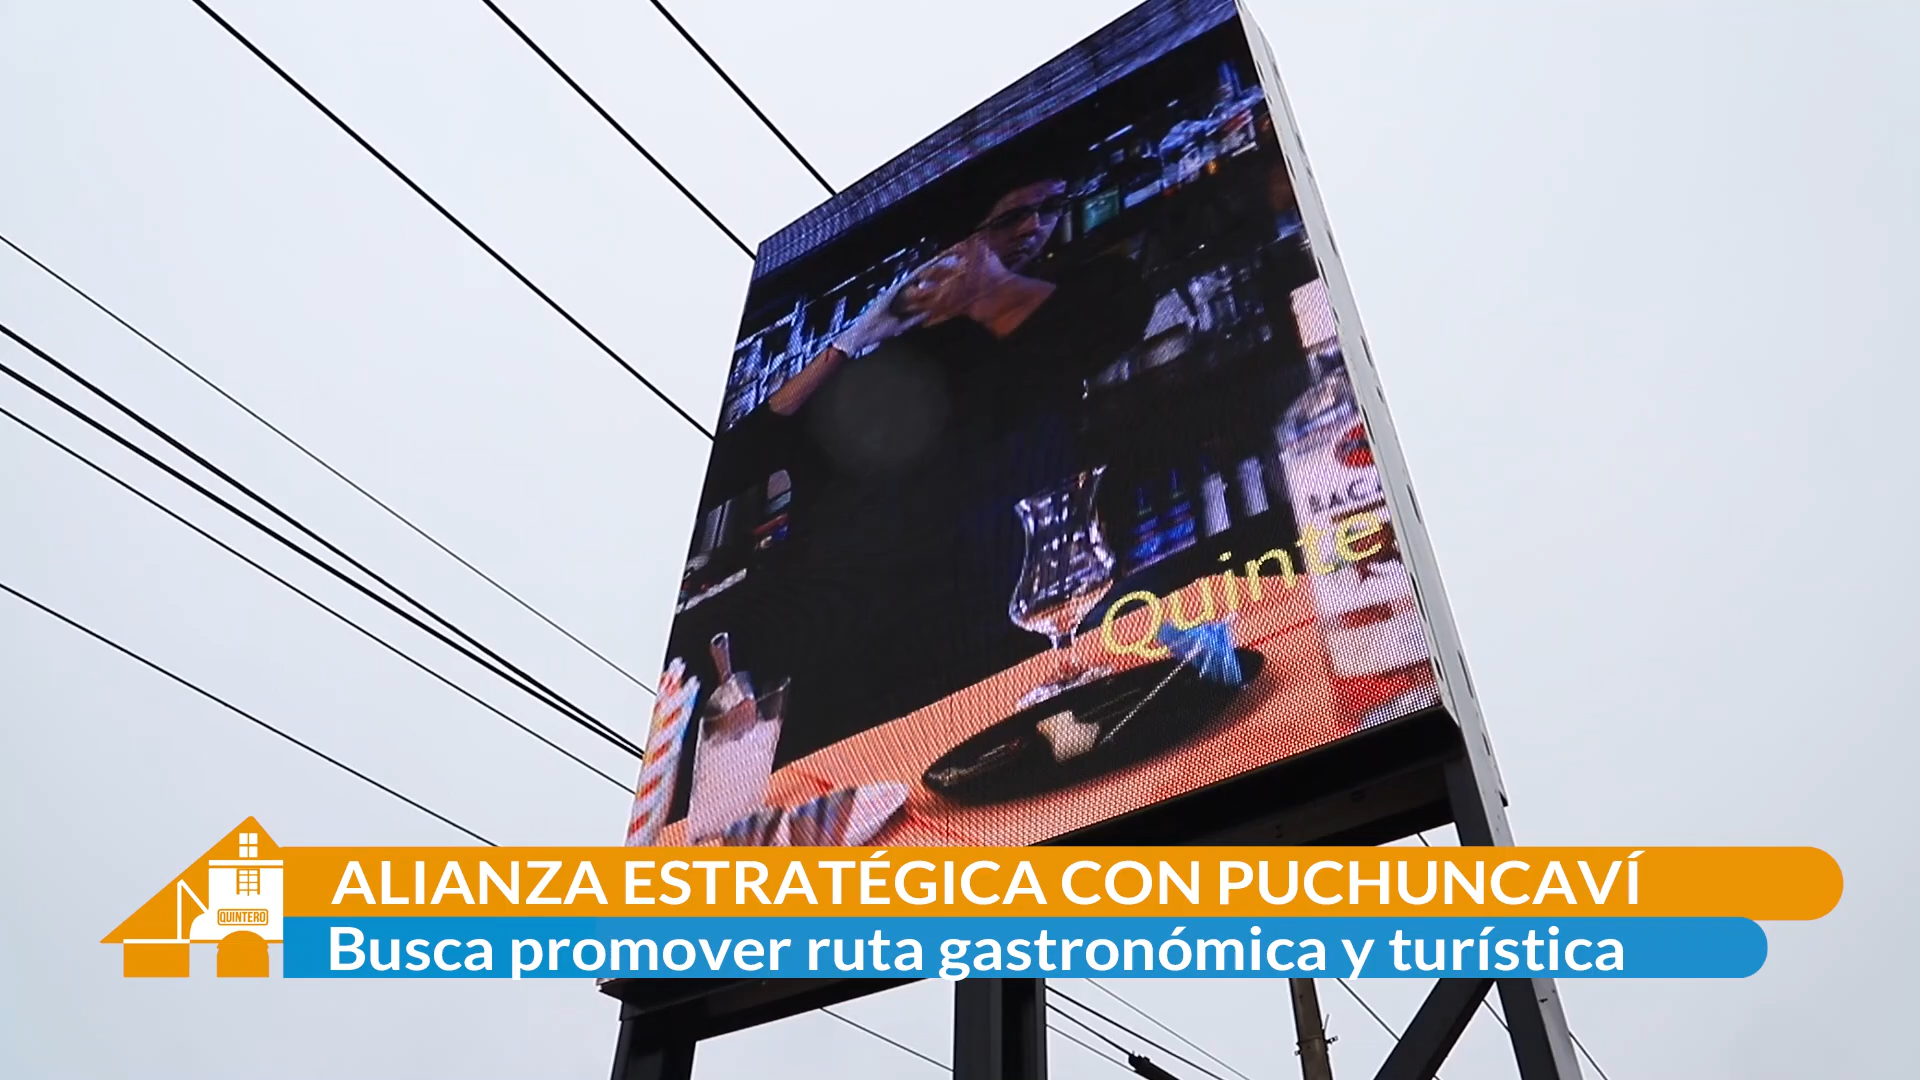 Quinte
ALIANZA ESTRATÉGICA CON PUCHUNCAVÍ
QUINTERO
Busca promover ruta gastronómica y turística